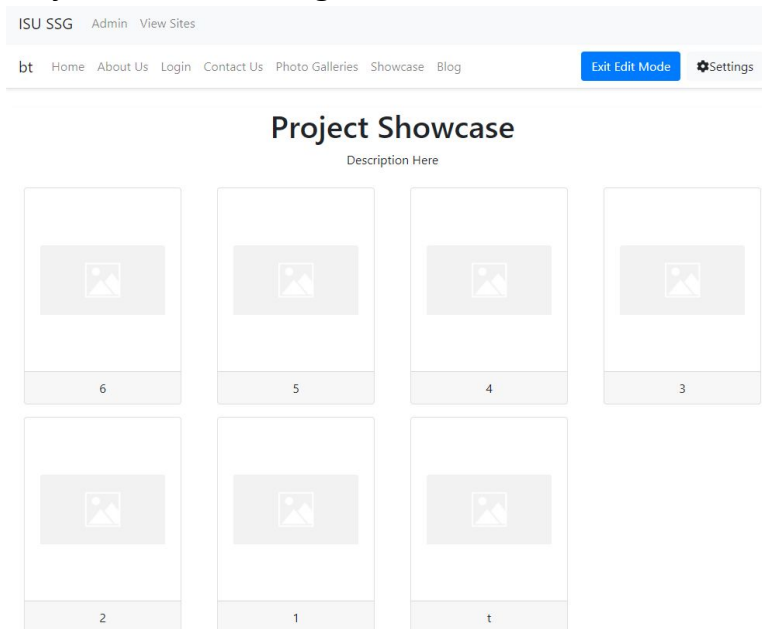 ISU SSG Admin View Sites
bt Home About Us Login Contact Us Photo Galleries Showcase Blog Exit Edit Mode Settings
Project Showcase
Description Here
6 5 4 3
2 1 t